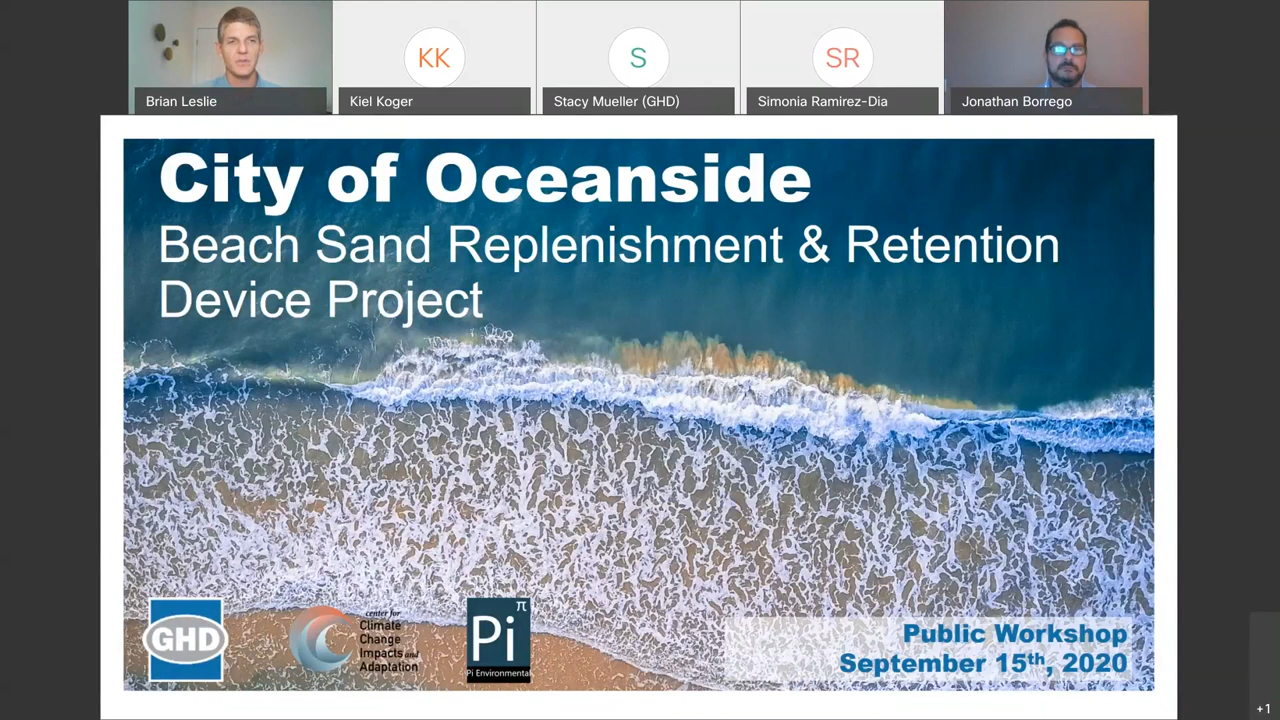 KK
S
SR
Brian Leslie
Kiel Koger
Stacy Mueller (GHD)
Simonia Ramirez-Dia
Jonathan Borrego
City of Oceanside
Beach Sand Replenishment & Retention
Device Project
GHD
center for
Climate
Change
Impacts and
Adaptation
π
Pi
Pi Environmental
Public Workshop
September 15th, 2020
+1